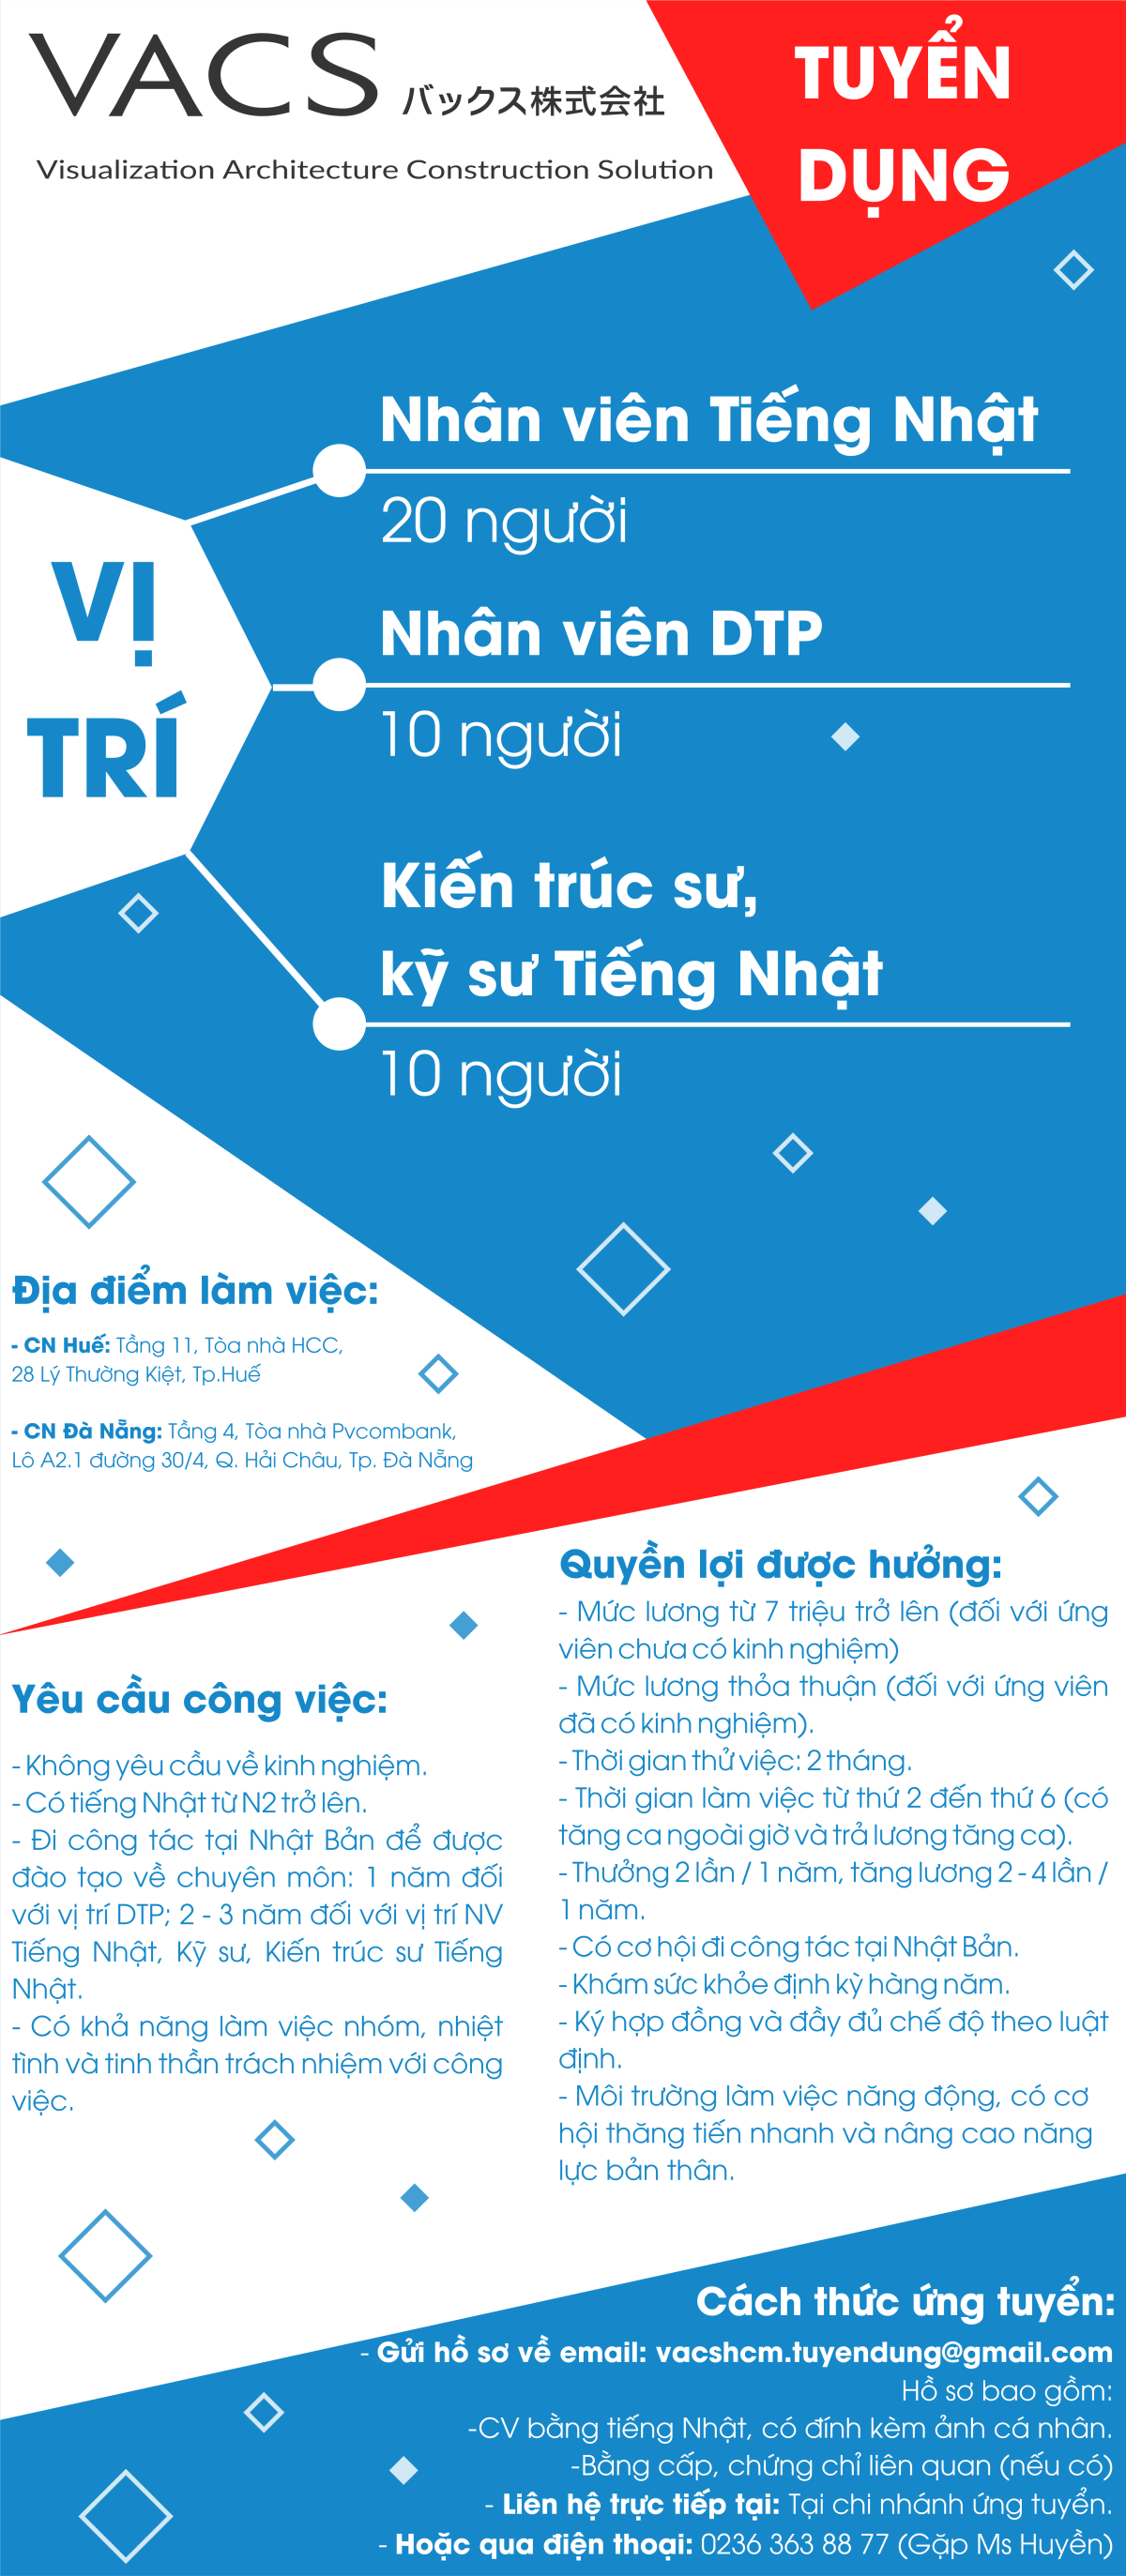 VACS バックス株式会社
Visualization Architecture Construction Solution
TUYỂN
DỤNG
VỊ
TRÍ
Nhân viên Tiếng Nhật
20 người
Nhân viên DTP
10 người
Kiến trúc sư,
kỹ sư Tiếng Nhật
10 người
Địa điểm làm việc:
- CN Huế: Tầng 11, Tòa nhà HCC,
28 Lý Thường Kiệt, Tp.Huế
- CN Đà Nẵng: Tầng 4, Tòa nhà Pvcombank,
Lô A2.1 đường 30/4, Q. Hải Châu, Tp. Đà Nẵng
Yêu cầu công việc:
- Không yêu cầu về kinh nghiệm.
- Có tiếng Nhật từ N2 trở lên.
- Đi công tác tại Nhật Bản để được
đào tạo về chuyên môn: 1 năm đối
với vị trí DTP; 2 - 3 năm đối với vị trí NV
Tiếng Nhật, Kỹ sư, Kiến trúc sư Tiếng
Nhật.
- Có khả năng làm việc nhóm, nhiệt
tình và tinh thần trách nhiệm với công
việc.
Quyền lợi được hưởng:
- Mức lương từ 7 triệu trở lên (đối với ứng
viên chưa có kinh nghiệm)
- Mức lương thỏa thuận (đối với ứng viên
đã có kinh nghiệm).
- Thời gian thử việc: 2 tháng.
- Thời gian làm việc từ thứ 2 đến thứ 6 (có
tăng ca ngoài giờ và trả lương tăng ca).
- Thưởng 2 lần / 1 năm, tăng lương 2 - 4 lần /
1 năm.
- Có cơ hội đi công tác tại Nhật Bản.
- Khám sức khỏe định kỳ hàng năm.
- Ký hợp đồng và đầy đủ chế độ theo luật
định.
- Môi trường làm việc năng động, có cơ
hội thăng tiến nhanh và nâng cao năng
lực bản thân.
Cách thức ứng tuyển:
- Gửi hồ sơ về email: vacshcm.tuyendung@gmail.com
Hồ sơ bao gồm:
-CV bằng tiếng Nhật, có đính kèm ảnh cá nhân.
-Bằng cấp, chứng chỉ liên quan (nếu có)
- Liên hệ trực tiếp tại: Tại chi nhánh ứng tuyển.
- Hoặc qua điện thoại: 0236 363 88 77 (Gặp Ms Huyền)